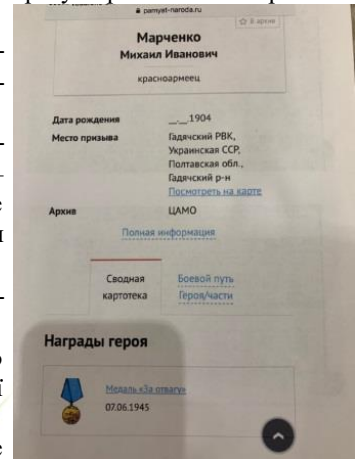 pamyat-naroda.ru
В архив
Марченко
Михаил Иванович
красноармеец
Дата рождения __.__.1904
Место призыва Гадячский РВК,
Украинская ССР,
Полтавская обл.,
Гадячский р-н
Посмотреть на карте
Архив ЦАМО
Полная информация
Сводная
картотека
Боевой путь
Героя/части
Награды героя
Медаль «За отвагу»
07.06.1945